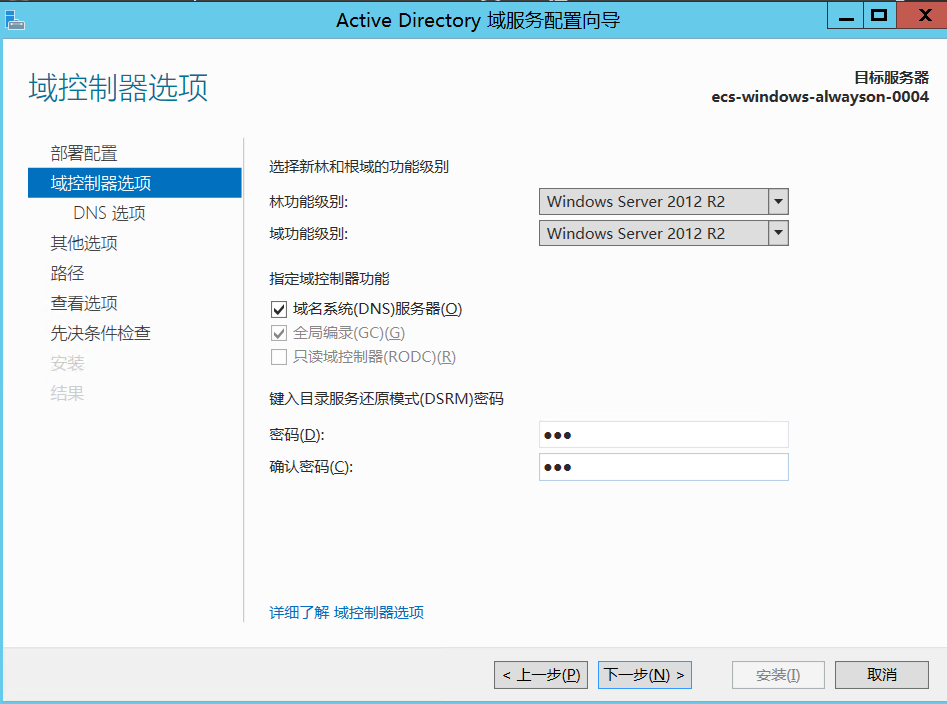 Active Directory 域服务配置向导
域控制器选项
目标服务器
ecs-windows-alwayson-0004
部署配置
域控制器选项
DNS 选项
其他选项
路径
查看选项
先决条件检查
安装
结果
选择新林和根域的功能级别
林功能级别: Windows Server 2012 R2
域功能级别: Windows Server 2012 R2
指定域控制器功能
域名系统(DNS)服务器(O)
全局编录(GC)(G)
只读域控制器(RODC)(R)
键入目录服务还原模式(DSRM)密码
密码(D): ●●●
确认密码(C): ●●●
详细了解 域控制器选项
< 上一步(P) 下一步(N) > 安装(I) 取消